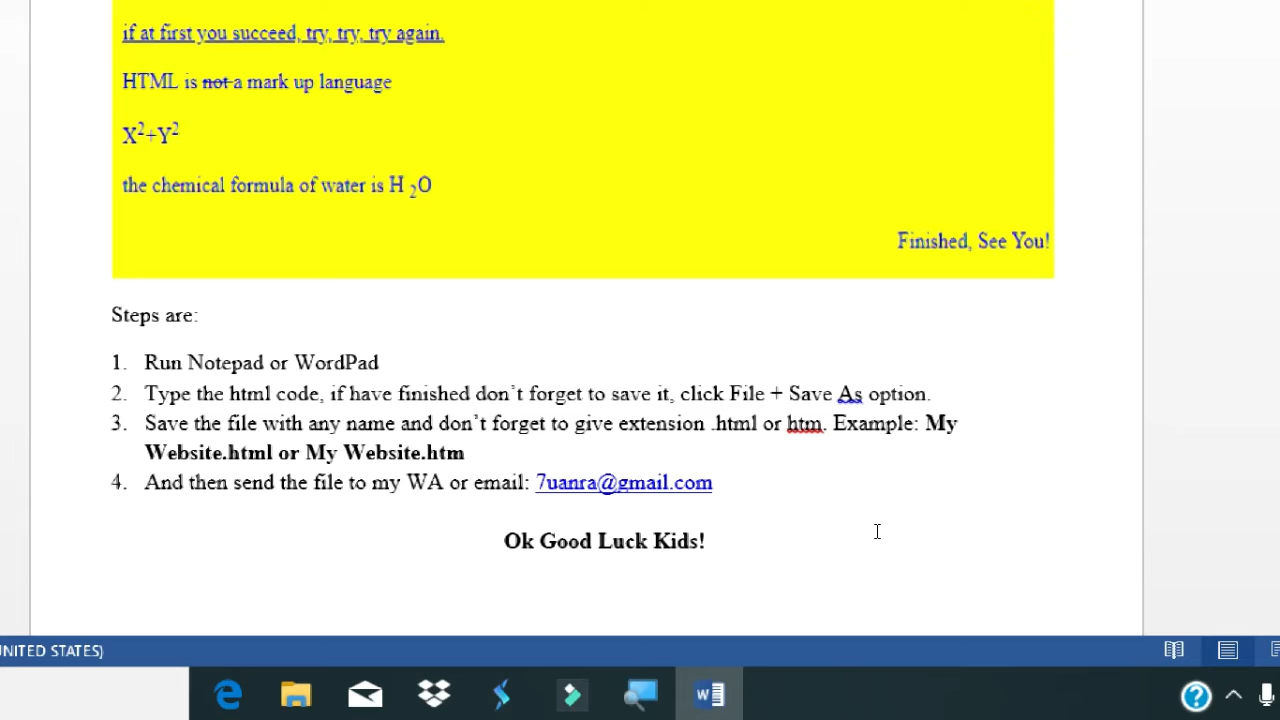 if at first you succeed, try, try, try again.
HTML is not a mark up language
X²+Y²
the chemical formula of water is H ₂O
Finished, See You!
Steps are:
1. Run Notepad or WordPad
2. Type the html code, if have finished don't forget to save it, click File + Save As option.
3. Save the file with any name and don't forget to give extension .html or htm. Example: My
Website.html or My Website.htm
4. And then send the file to my WA or email: 7uanra@gmail.com
Ok Good Luck Kids!
UNITED STATES)